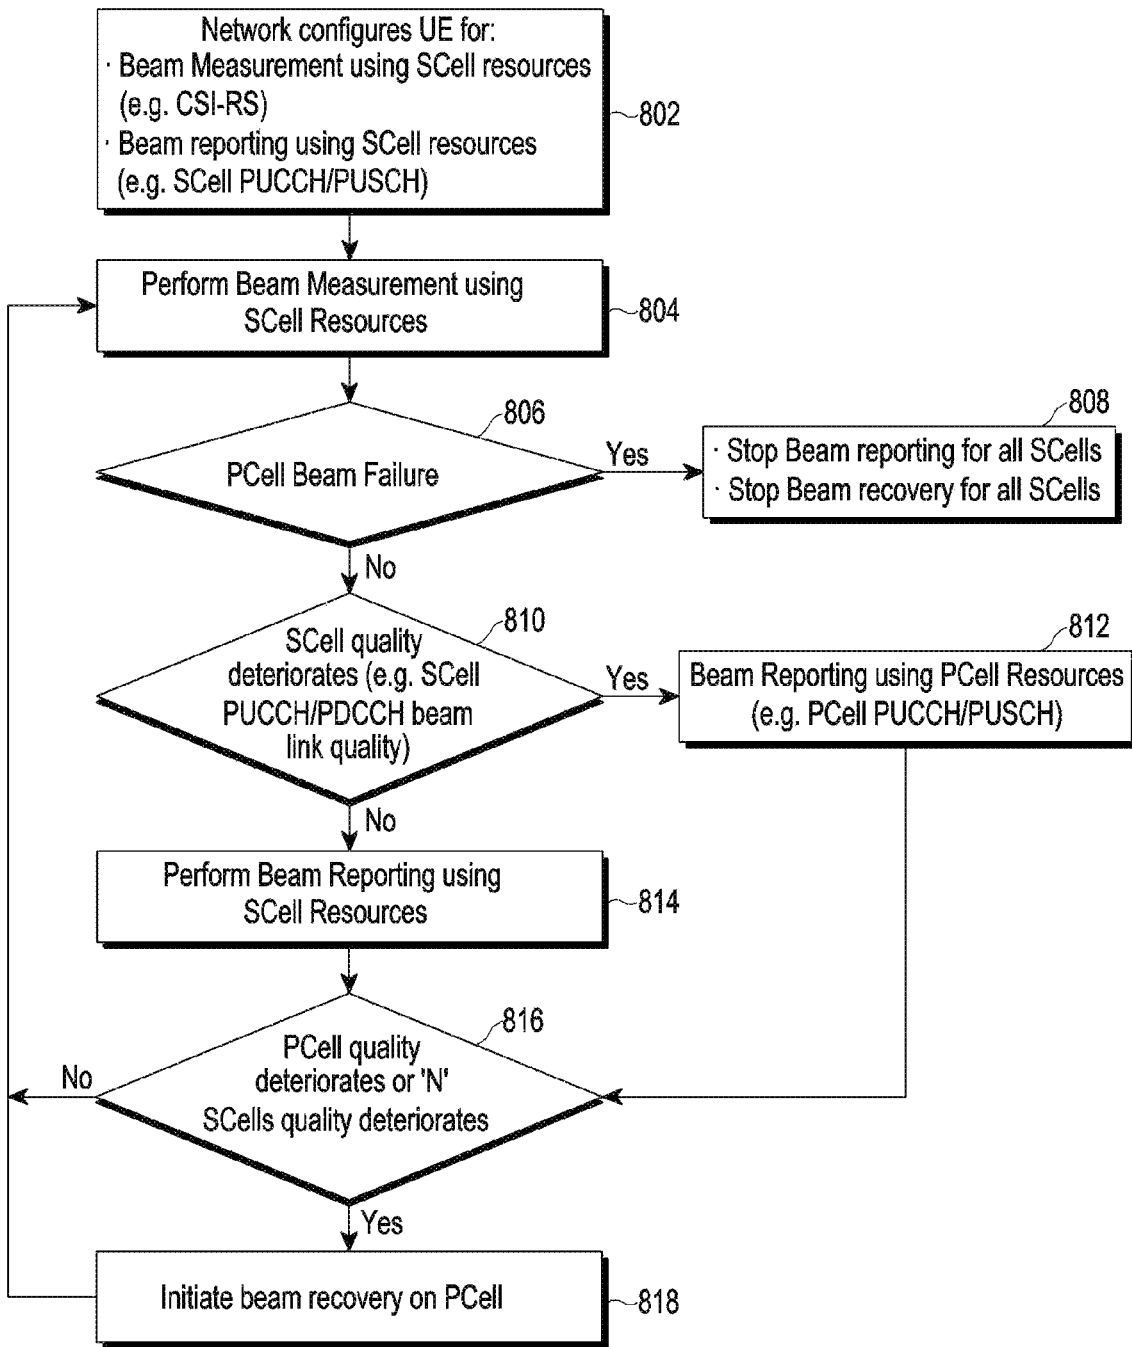 Network configures UE for:
· Beam Measurement using SCell resources
(e.g. CSI-RS)
· Beam reporting using SCell resources
(e.g. SCell PUCCH/PUSCH)
802
Perform Beam Measurement using
SCell Resources
804
806
PCell Beam Failure
Yes
808
· Stop Beam reporting for all SCells
· Stop Beam recovery for all SCells
No
810
SCell quality
deteriorates (e.g. SCell
PUCCH/PDCCH beam
link quality)
Yes
812
Beam Reporting using PCell Resources
(e.g. PCell PUCCH/PUSCH)
No
Perform Beam Reporting using
SCell Resources
814
816
PCell quality
deteriorates or 'N'
SCells quality deteriorates
No
Yes
Initiate beam recovery on PCell
818